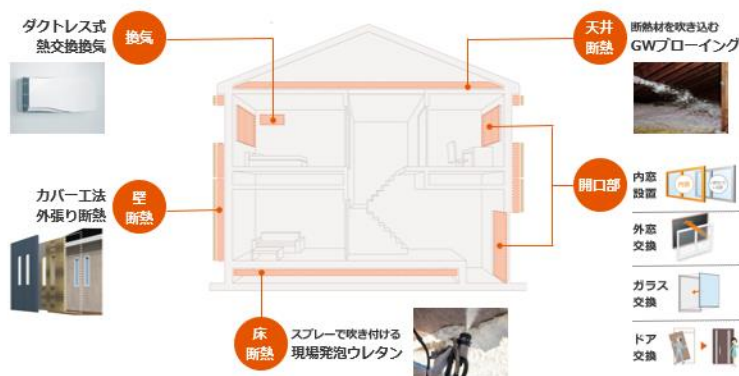 ダクトレス式
熱交換換気
換気
天井
断熱
断熱材を吹き込む
GWブローイング
カバー工法
外張り断熱
壁
断熱
開口部
内窓
設置
外窓
交換
ガラス
交換
ドア
交換
床
断熱
スプレーで吹き付ける
現場発泡ウレタン